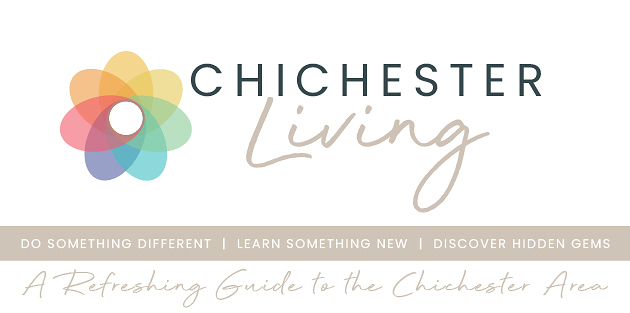 CHICHESTER
Living
DO SOMETHING DIFFERENT | LEARN SOMETHING NEW | DISCOVER HIDDEN GEMS
A Refreshing Guide to the Chichester Area